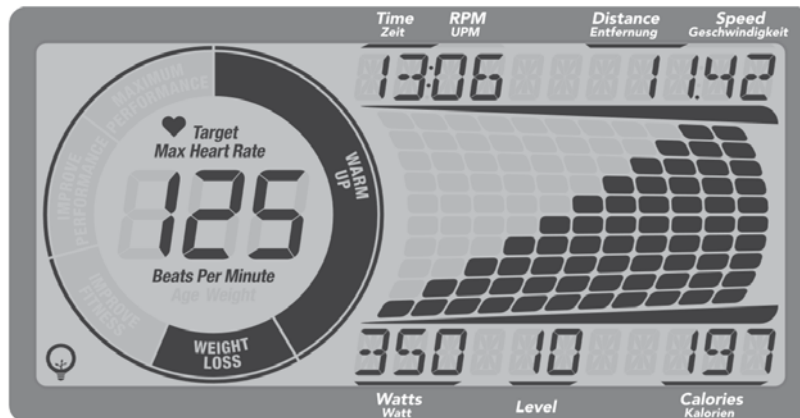 Time RPM Distance Speed
Zeit UPM Entfernung Geschwindigkeit
13:06 11.42
MAXIMUM PERFORMANCE
IMPROVE PERFORMANCE
IMPROVE FITNESS
WEIGHT LOSS
WARM UP
Target
Max Heart Rate
125
Beats Per Minute
Age Weight
350 10 197
Watts Level Calories
Watt Kalorien